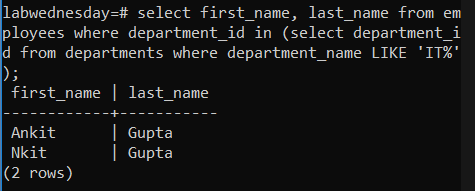 labwednesday=# select first_name, last_name from em
ployees where department_id in (select department_i
d from departments where department_name LIKE 'IT%'
);
 first_name | last_name
------------+-----------
 Ankit      | Gupta
 Nkit       | Gupta
(2 rows)